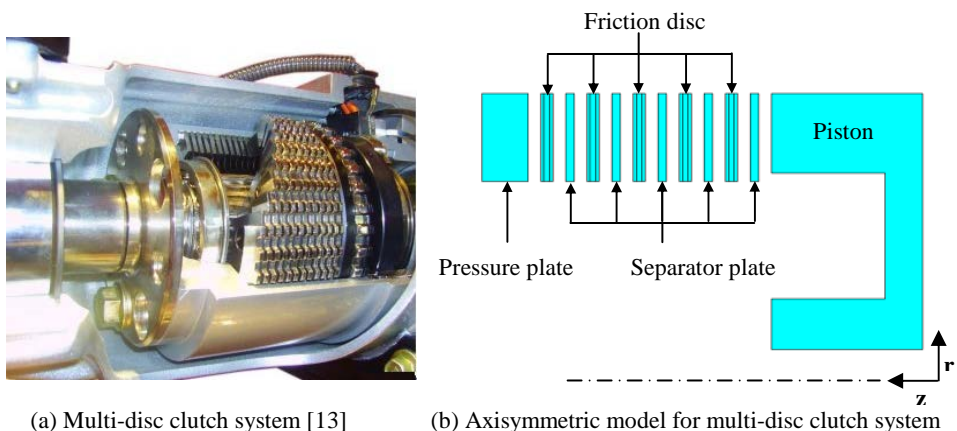 Friction disc
Piston
Pressure plate
Separator plate
r
z
(a) Multi-disc clutch system [13]
(b) Axisymmetric model for multi-disc clutch system